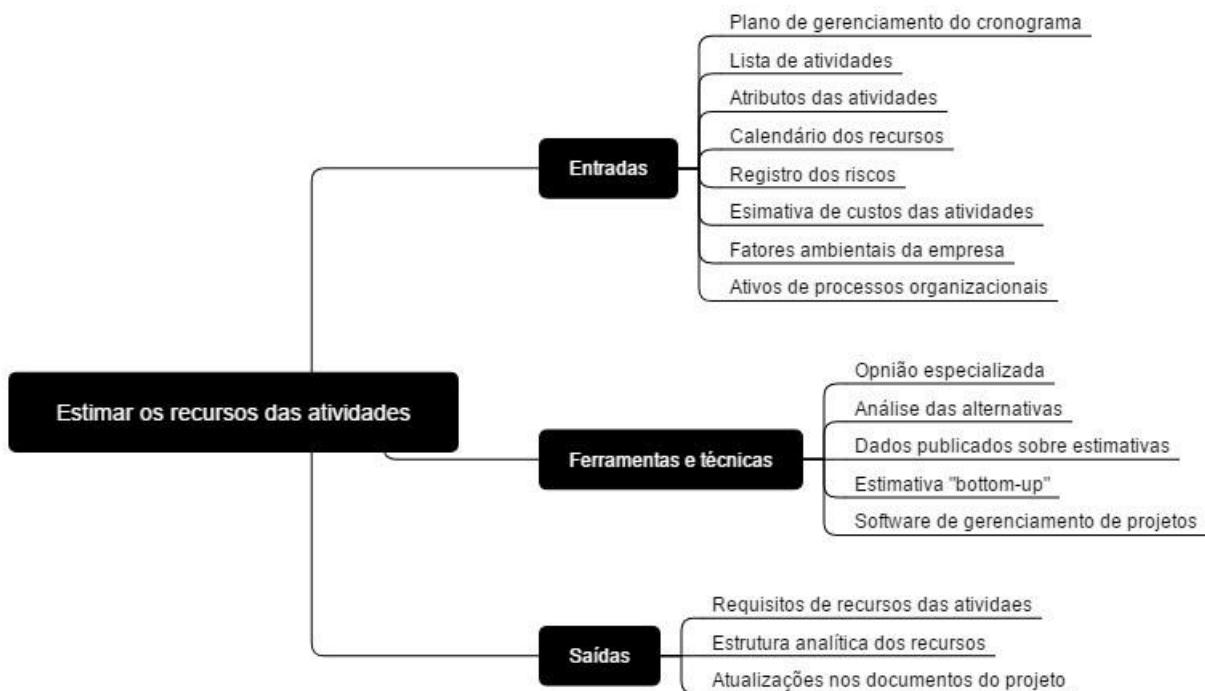 Estimar os recursos das atividades
Entradas
Plano de gerenciamento do cronograma
Lista de atividades
Atributos das atividades
Calendário dos recursos
Registro dos riscos
Esimativa de custos das atividades
Fatores ambientais da empresa
Ativos de processos organizacionais
Ferramentas e técnicas
Opnião especializada
Análise das alternativas
Dados publicados sobre estimativas
Estimativa "bottom-up"
Software de gerenciamento de projetos
Saídas
Requisitos de recursos das ativida​es
Estrutura analítica dos recursos
Atualizações nos documentos do projeto